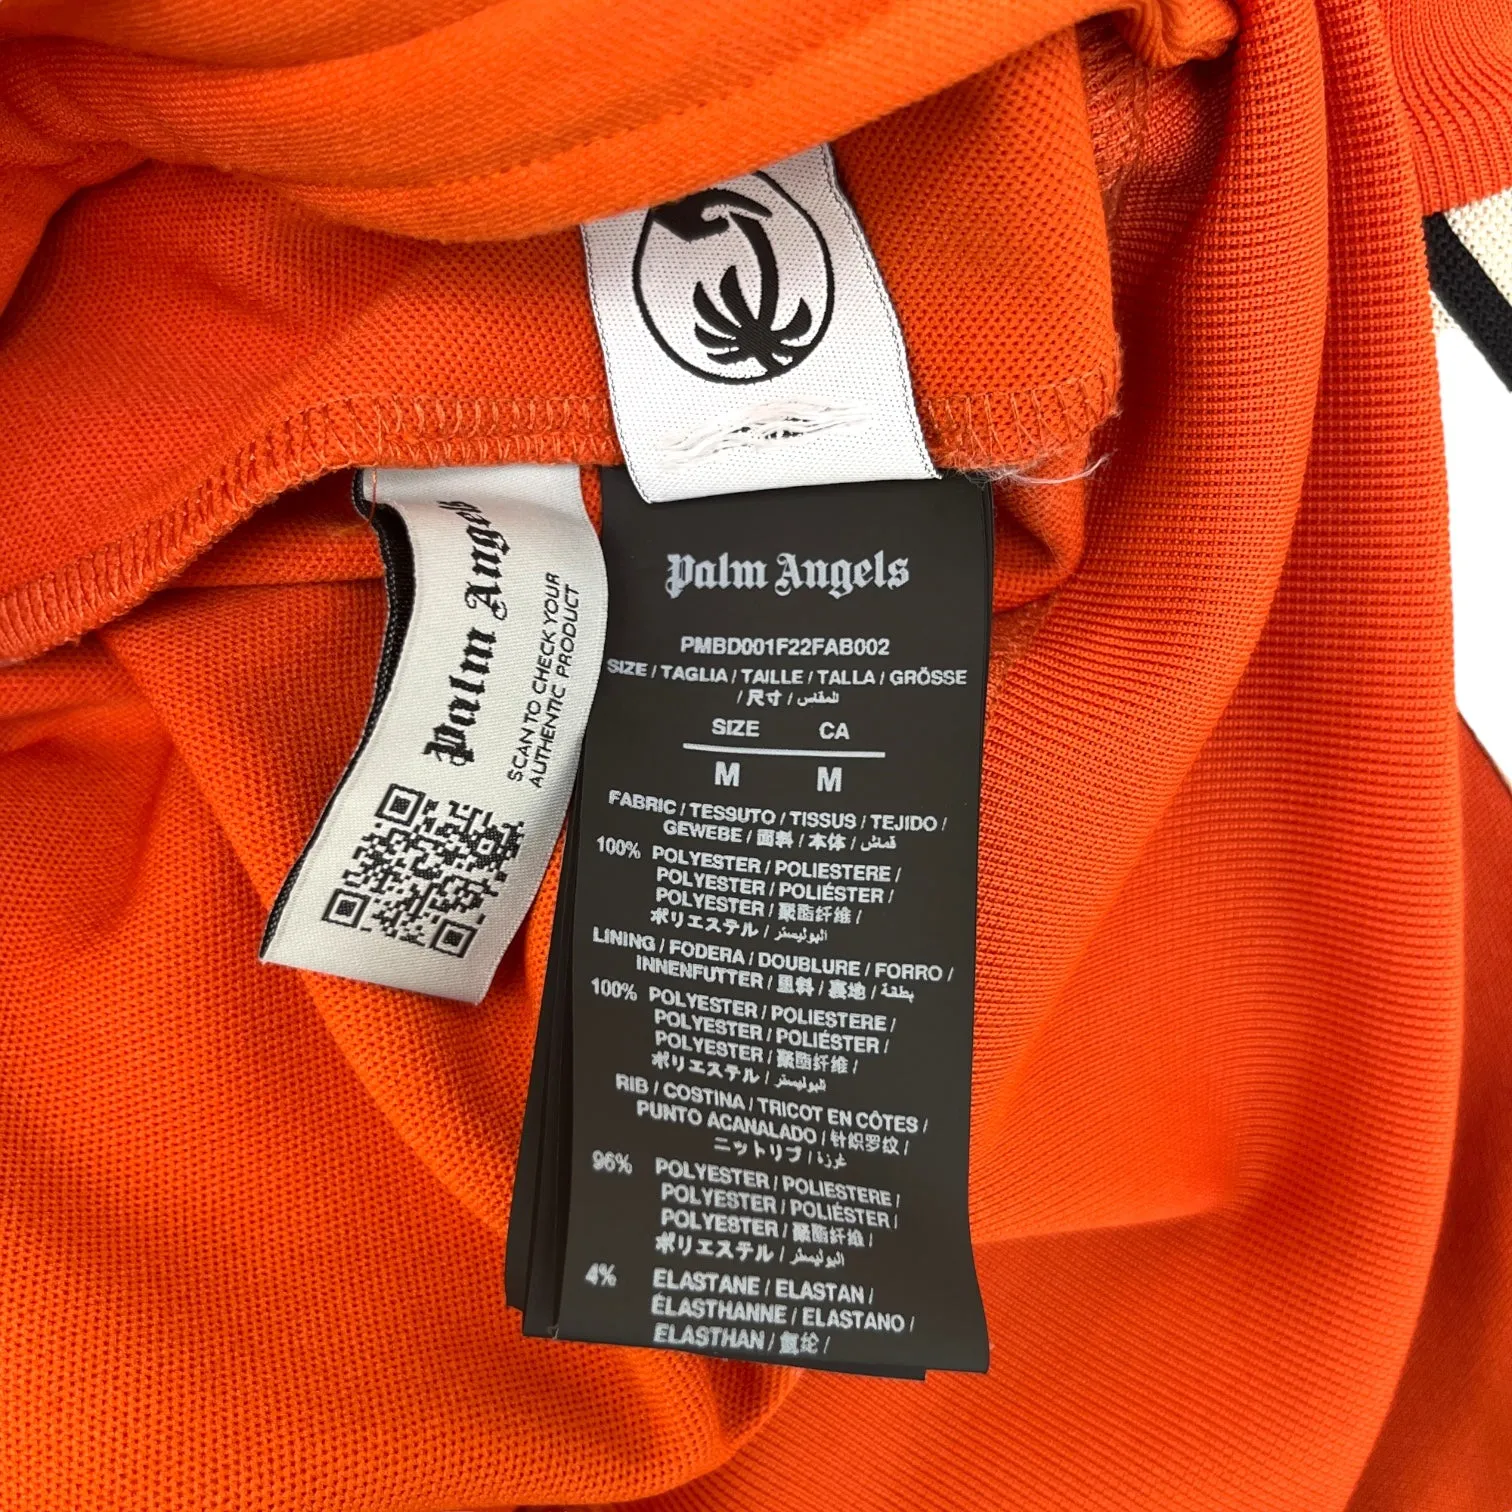 Palm Angels
SCAN TO CHECK YOUR
AUTHENTIC PRODUCT
Palm Angels
PMBD001F22FAB002
SIZE / TAGLIA / TAILLE / TALLA / GRÖSSE
/ 尺寸 / المقاس
SIZE CA
M M
FABRIC / TESSUTO / TISSUS / TEJIDO /
GEWEBE / 面料 / 本体 / قماش
100% POLYESTER / POLIESTERE /
POLYESTER / POLIÉSTER /
POLYESTER / 聚酯纤维 /
ポリエステル / البوليستر
LINING / FODERA / DOUBLURE / FORRO /
INNENFUTTER / 里料 / 裏地 / بطانة
100% POLYESTER / POLIESTERE /
POLYESTER / POLIÉSTER /
POLYESTER / 聚酯纤维 /
ポリエステル / البوليستر
RIB / COSTINA / TRICOT EN CÔTES /
PUNTO ACANALADO / 针织罗纹 /
ニットリブ / غرزة
96% POLYESTER / POLIESTERE /
POLYESTER / POLIÉSTER /
POLYESTER / 聚酯纤维 /
ポリエステル / البوليستر
4% ELASTANE / ELASTAN /
ÉLASTHANNE / ELASTANO /
ELASTHAN / 氨纶 /